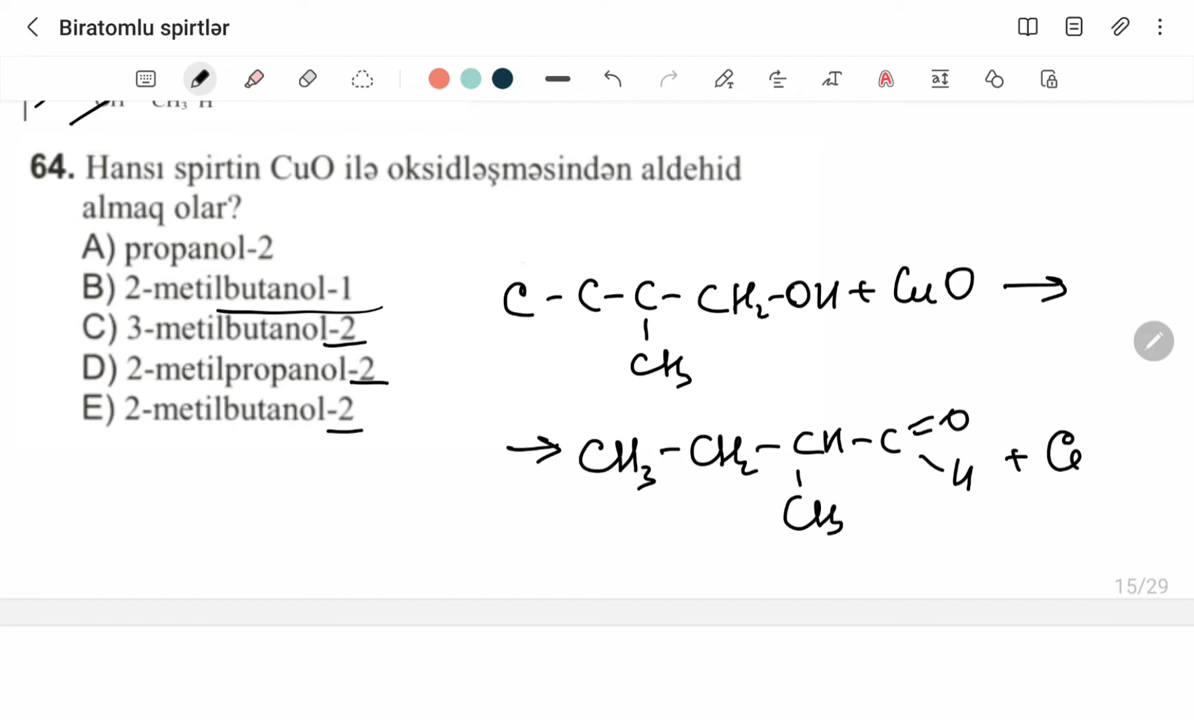 Biratomlu spirtlər
CH₃ H
64. Hansı spirtin CuO ilə oksidləşməsindən aldehid
almaq olar?
A) propanol-2
B) 2-metilbutanol-1
C) 3-metilbutanol-2
D) 2-metilpropanol-2
E) 2-metilbutanol-2
C-C-C-CH₂-OH + CuO →
CH₃
→ CH₃-CH₂-CH-C=O
H + C
CH₃
15/29